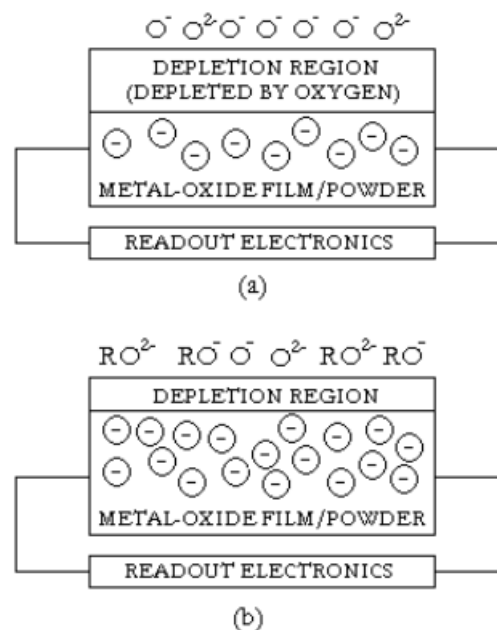 O⁻ O²⁻ O⁻ O⁻ O⁻ O⁻ O²⁻
DEPLETION REGION
(DEPLETED BY OXYGEN)
METAL-OXIDE FILM/POWDER
READOUT ELECTRONICS
(a)
RO²⁻ RO⁻ O⁻ O²⁻ RO²⁻ RO⁻
DEPLETION REGION
METAL-OXIDE FILM/POWDER
READOUT ELECTRONICS
(b)